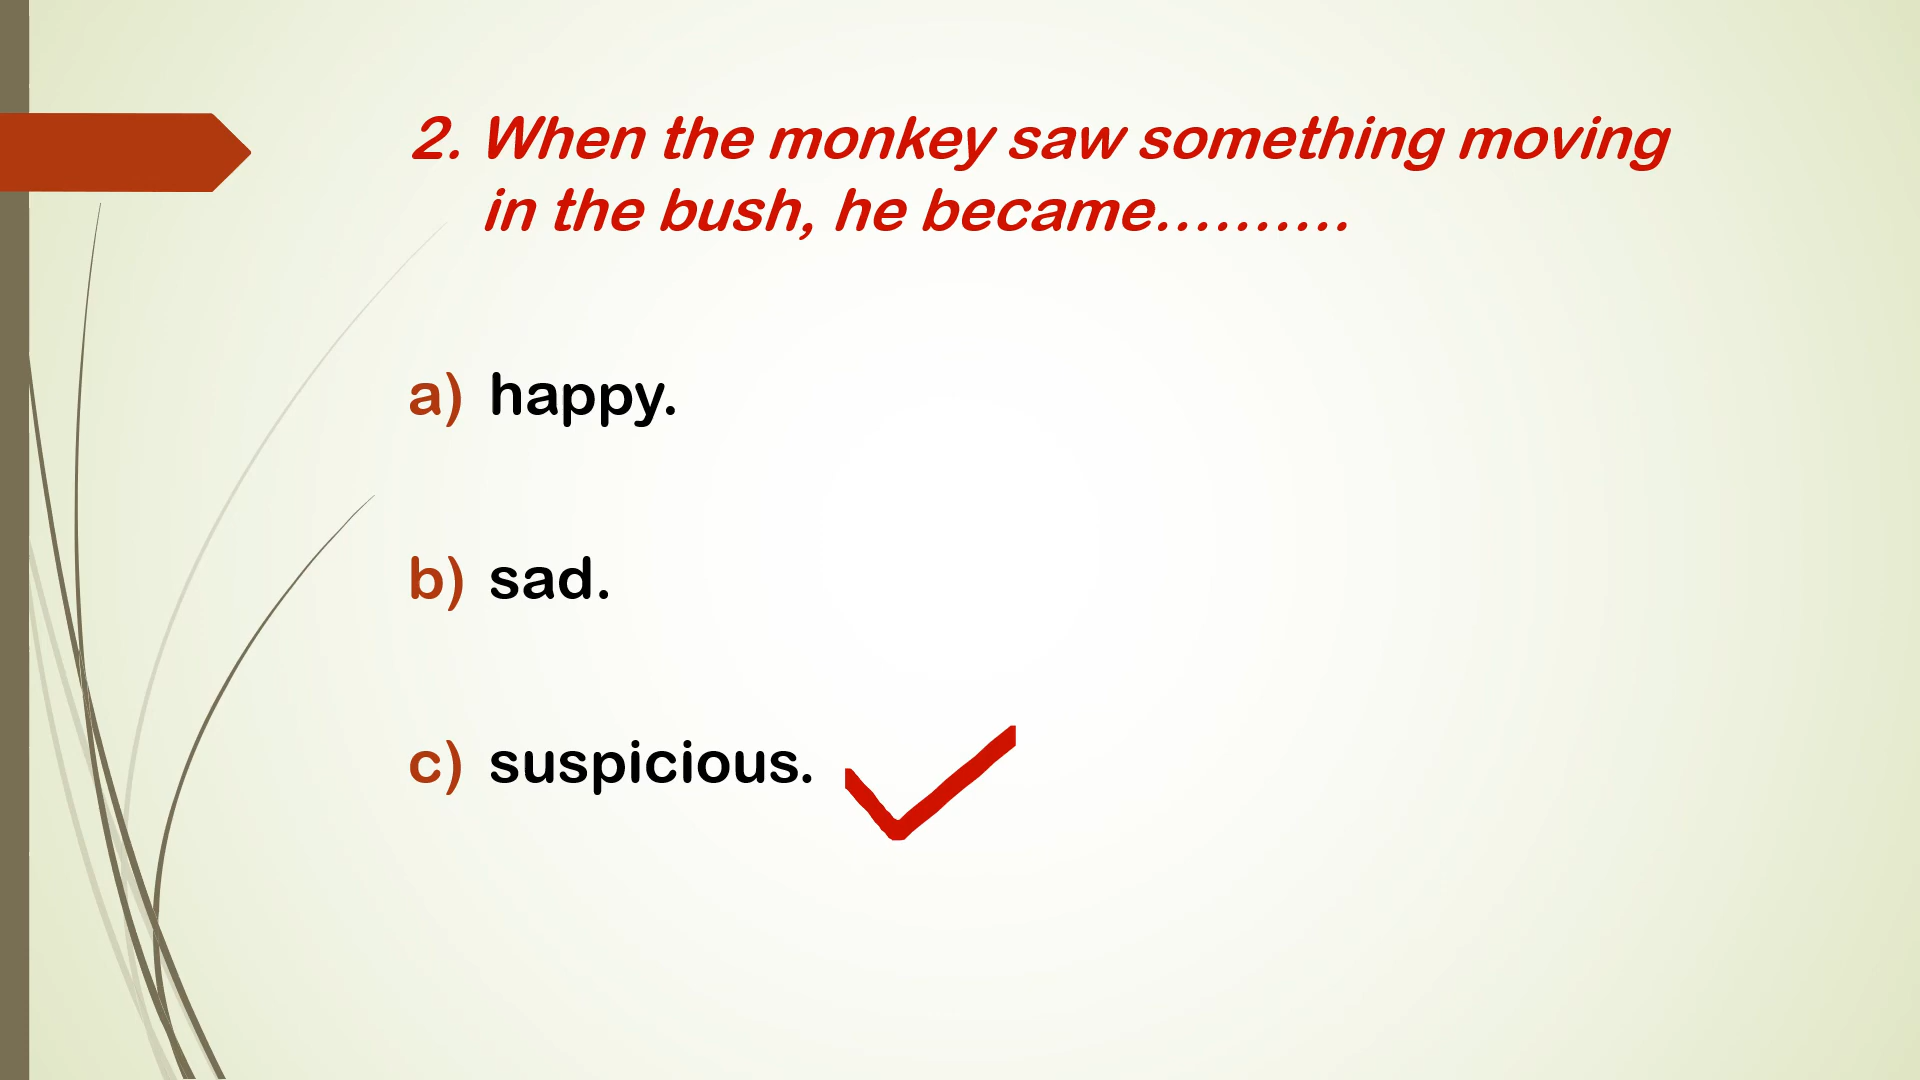 2. When the monkey saw something moving
in the bush, he became..........
a) happy.
b) sad.
c) suspicious.